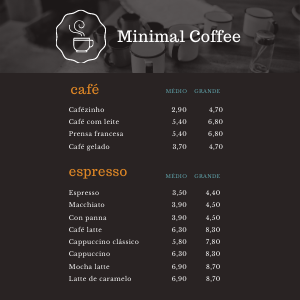 Minimal Coffee
café MÉDIO GRANDE
Cafézinho 2,90 4,70
Café com leite 5,40 6,80
Prensa francesa 5,40 6,80
Café gelado 3,70 4,70
espresso MÉDIO GRANDE
Espresso 3,50 4,40
Macchiato 3,90 4,50
Con panna 3,90 4,50
Café latte 6,30 8,30
Cappuccino clássico 5,80 7,80
Cappuccino 6,30 8,30
Mocha latte 6,90 8,70
Latte de caramelo 6,90 8,70